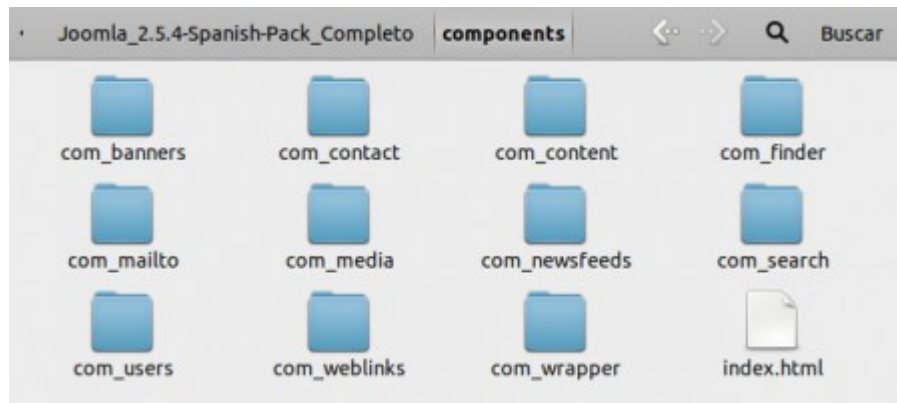 Joomla_2.5.4-Spanish-Pack_Completo components Buscar
com_banners com_contact com_content com_finder
com_mailto com_media com_newsfeeds com_search
com_users com_weblinks com_wrapper index.html